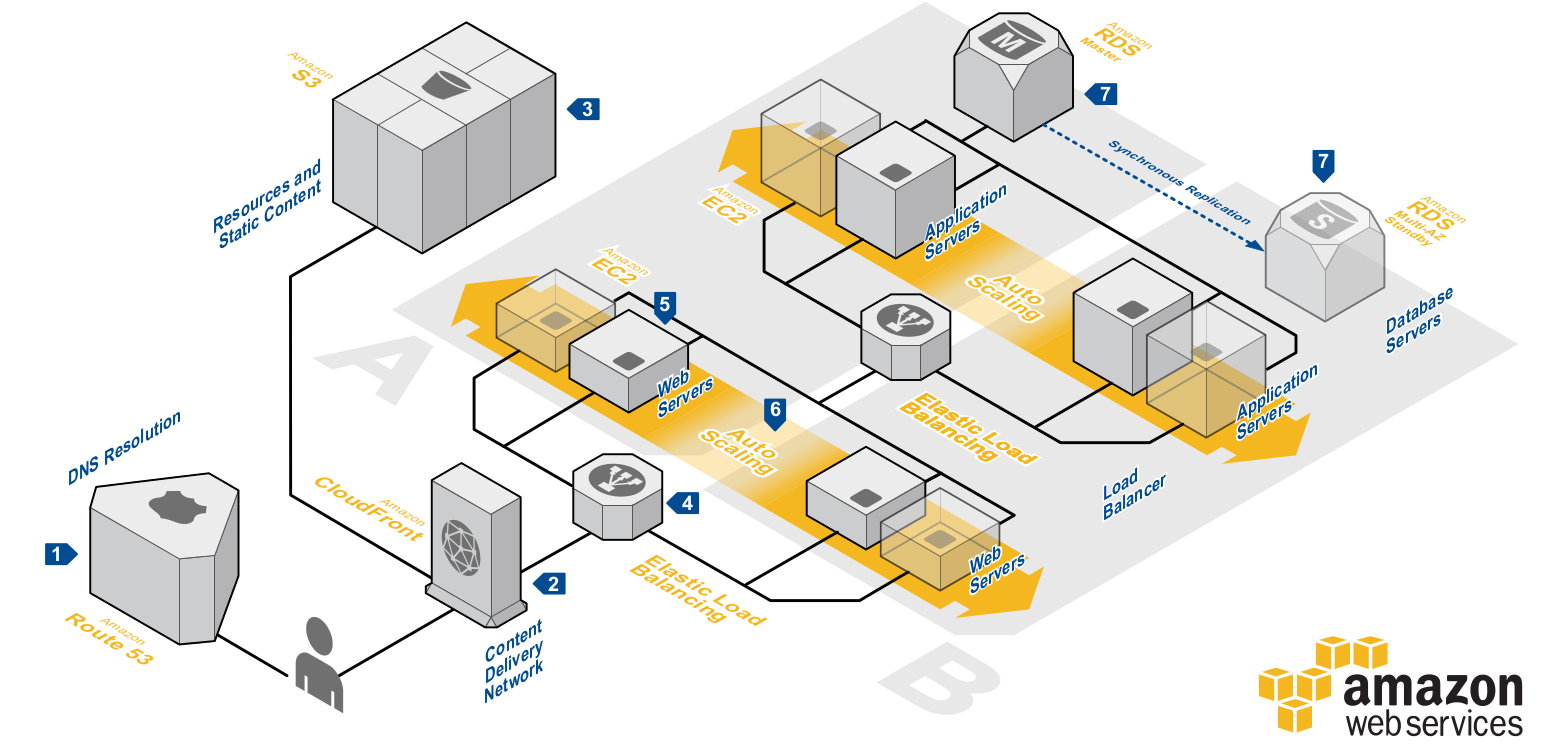 Amazon
S3
3
Resources and
Static Content
Amazon
RDS
Master
M
7
Synchronous Replication
7
S
Amazon
RDS
Multi-AZ
Standby
Database
Servers
Amazon
EC2
Application
Servers
Auto
Scaling
Amazon
EC2
5
Web
Servers
6
Auto
Scaling
Elastic Load
Balancing
Application
Servers
Load
Balancer
A
DNS Resolution
1
Amazon
Route 53
Amazon
CloudFront
2
Content
Delivery
Network
4
Elastic Load
Balancing
Web
Servers
B
amazon
web services